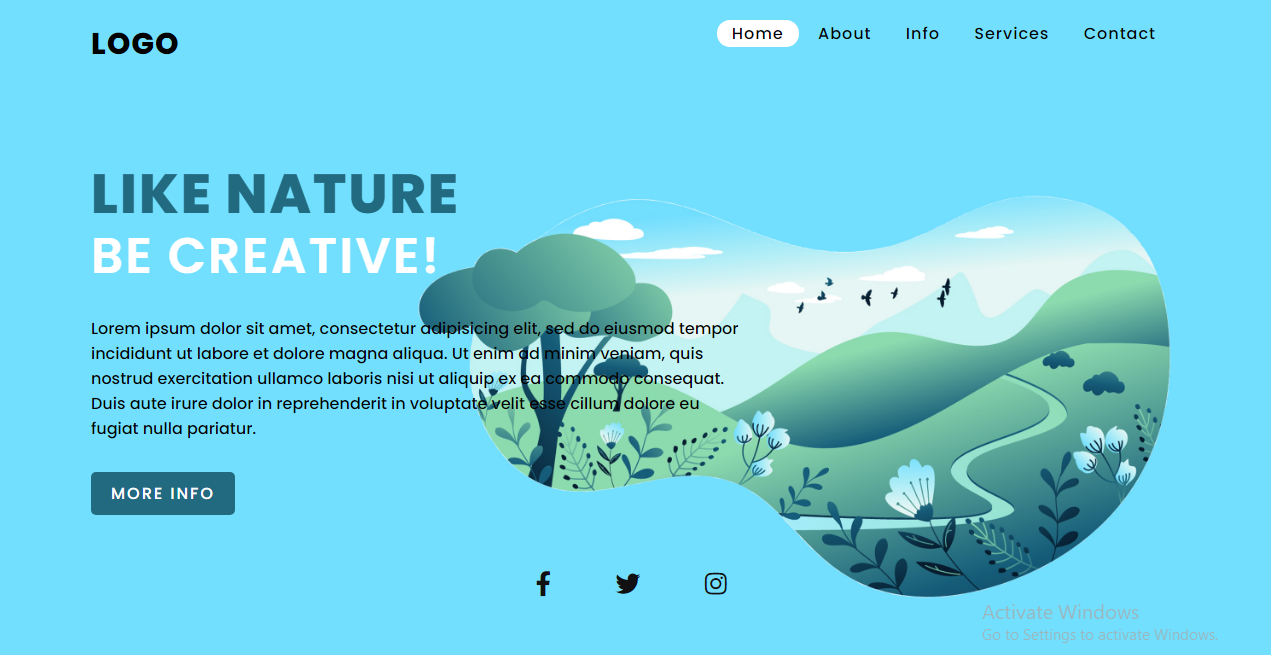 LOGO
Home About Info Services Contact
LIKE NATURE
BE CREATIVE!
Lorem ipsum dolor sit amet, consectetur adipisicing elit, sed do eiusmod tempor
incididunt ut labore et dolore magna aliqua. Ut enim ad minim veniam, quis
nostrud exercitation ullamco laboris nisi ut aliquip ex ea commodo consequat.
Duis aute irure dolor in reprehenderit in voluptate velit esse cillum dolore eu
fugiat nulla pariatur.
MORE INFO
Activate Windows
Go to Settings to activate Windows.